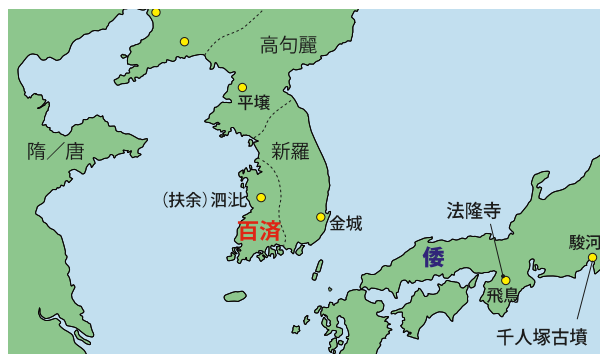 高句麗
平壌
隋／唐
新羅
（扶余）泗沘
百済
金城
法隆寺
倭
駿河
飛鳥
千人塚古墳